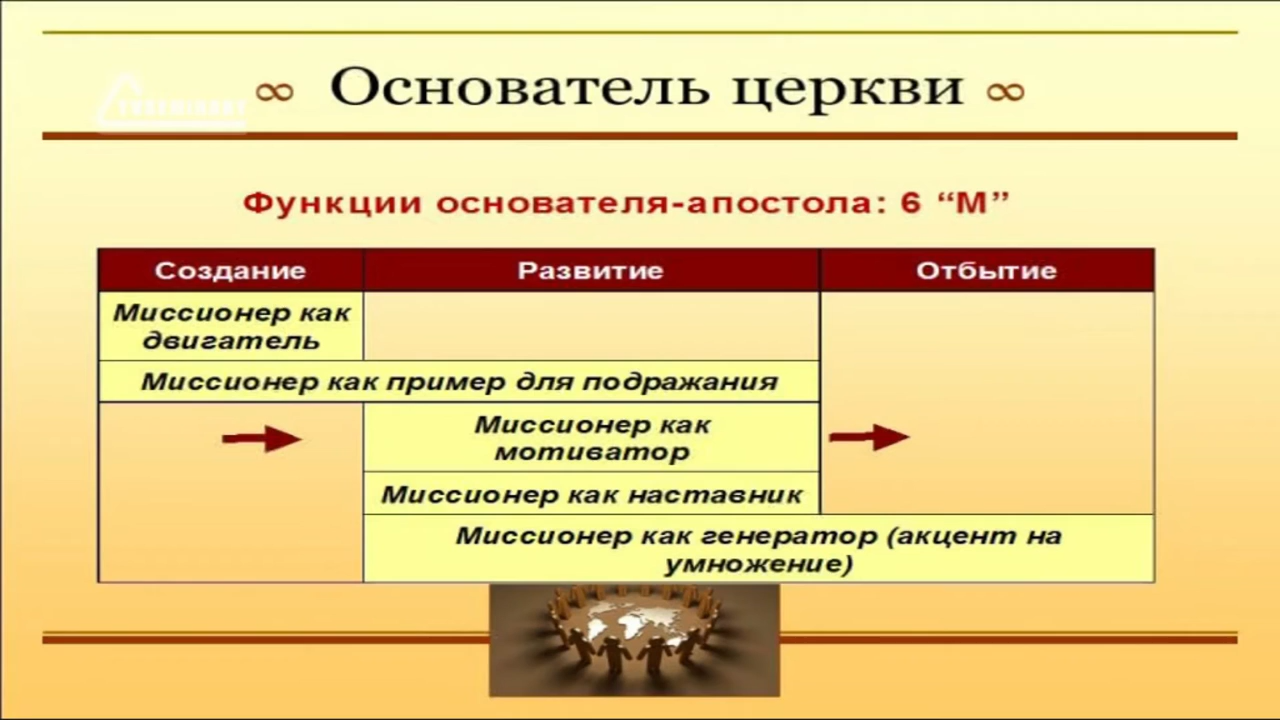 ∞ Основатель церкви ∞
Функции основателя-апостола: 6 “М”
Создание Развитие Отбытие
Миссионер как
двигатель
Миссионер как пример для подражания
Миссионер как
мотиватор
Миссионер как наставник
Миссионер как генератор (акцент на
умножение)